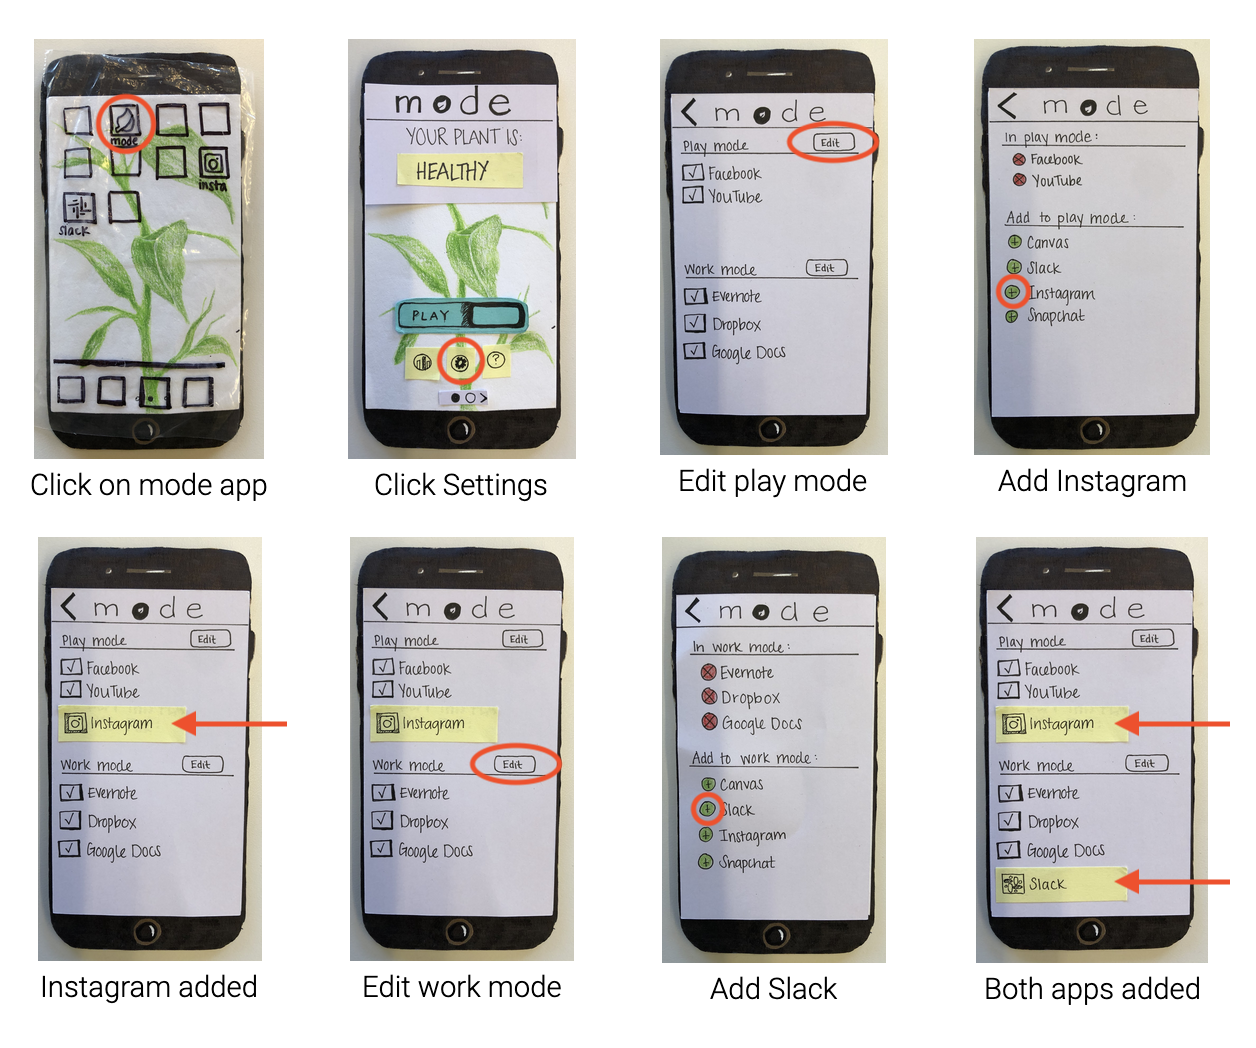 mode
insta
slack
Click on mode app
mode
YOUR PLANT IS:
HEALTHY
PLAY
?
Click Settings
mode
Play mode Edit
Facebook
YouTube
Work mode Edit
Evernote
Dropbox
Google Docs
Edit play mode
mode
In play mode:
Facebook
YouTube
Add to play mode:
Canvas
Slack
Instagram
Snapchat
Add Instagram
mode
Play mode Edit
Facebook
YouTube
Instagram
Work mode Edit
Evernote
Dropbox
Google Docs
Instagram added
mode
Play mode Edit
Facebook
YouTube
Instagram
Work mode Edit
Evernote
Dropbox
Google Docs
Edit work mode
mode
In work mode:
Evernote
Dropbox
Google Docs
Add to work mode:
Canvas
Slack
Instagram
Snapchat
Add Slack
mode
Play mode Edit
Facebook
YouTube
Instagram
Work mode Edit
Evernote
Dropbox
Google Docs
Slack
Both apps added